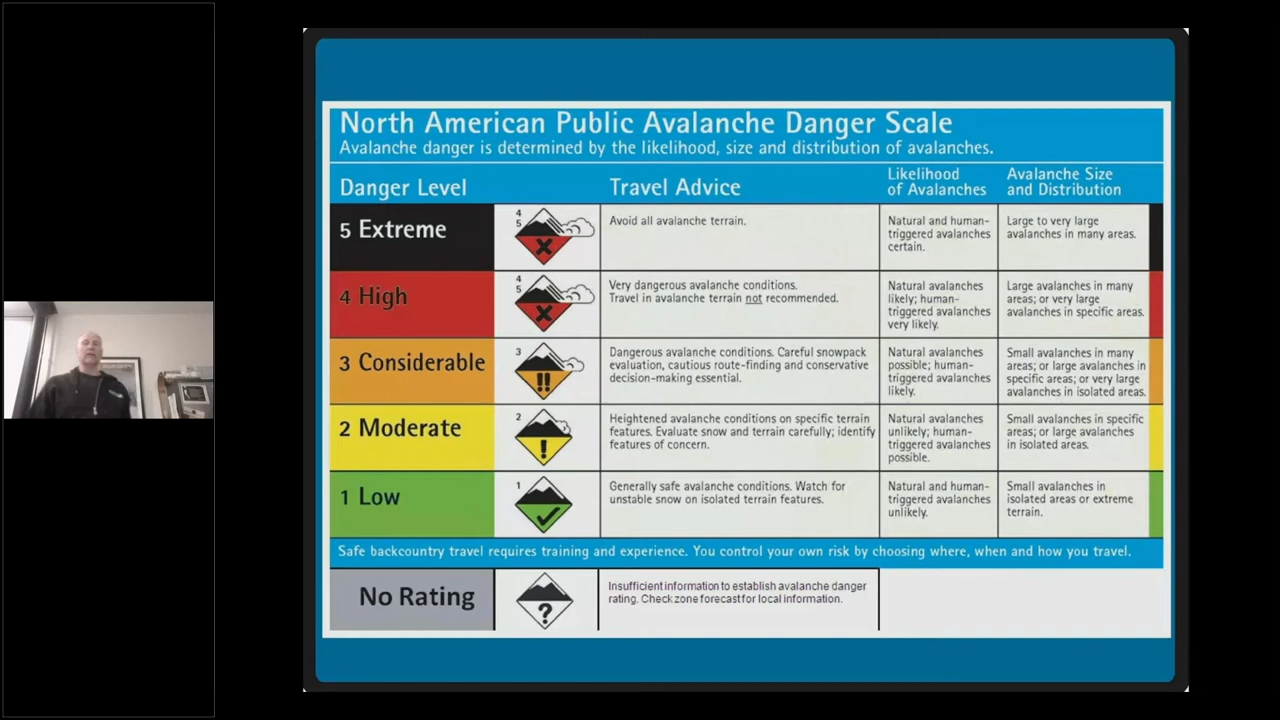 North American Public Avalanche Danger Scale
Avalanche danger is determined by the likelihood, size and distribution of avalanches.
Danger Level
Travel Advice
Likelihood
of Avalanches
Avalanche Size
and Distribution
5 Extreme
4
5
Avoid all avalanche terrain.
Natural and human-
triggered avalanches
certain.
Large to very large
avalanches in many areas.
4 High
4
5
Very dangerous avalanche conditions.
Travel in avalanche terrain not recommended.
Natural avalanches
likely; human-
triggered avalanches
very likely.
Large avalanches in many
areas; or very large
avalanches in specific areas.
3 Considerable
3
!!
Dangerous avalanche conditions. Careful snowpack
evaluation, cautious route-finding and conservative
decision-making essential.
Natural avalanches
possible; human-
triggered avalanches
likely.
Small avalanches in many
areas; or large avalanches in
specific areas; or very large
avalanches in isolated areas.
2 Moderate
2
!
Heightened avalanche conditions on specific terrain
features. Evaluate snow and terrain carefully; identify
features of concern.
Natural avalanches
unlikely; human-
triggered avalanches
possible.
Small avalanches in specific
areas; or large avalanches
in isolated areas.
1 Low
1
Generally safe avalanche conditions. Watch for
unstable snow on isolated terrain features.
Natural and human-
triggered avalanches
unlikely.
Small avalanches in
isolated areas or extreme
terrain.
Safe backcountry travel requires training and experience. You control your own risk by choosing where, when and how you travel.
No Rating
?
Insufficient information to establish avalanche danger
rating. Check zone forecast for local information.